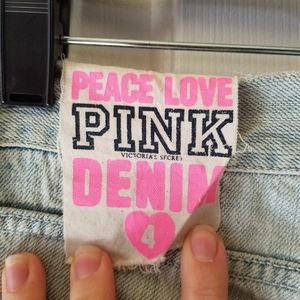 PEACE LOVE
PINK
VICTORIA'S SECRET
DENIM
4